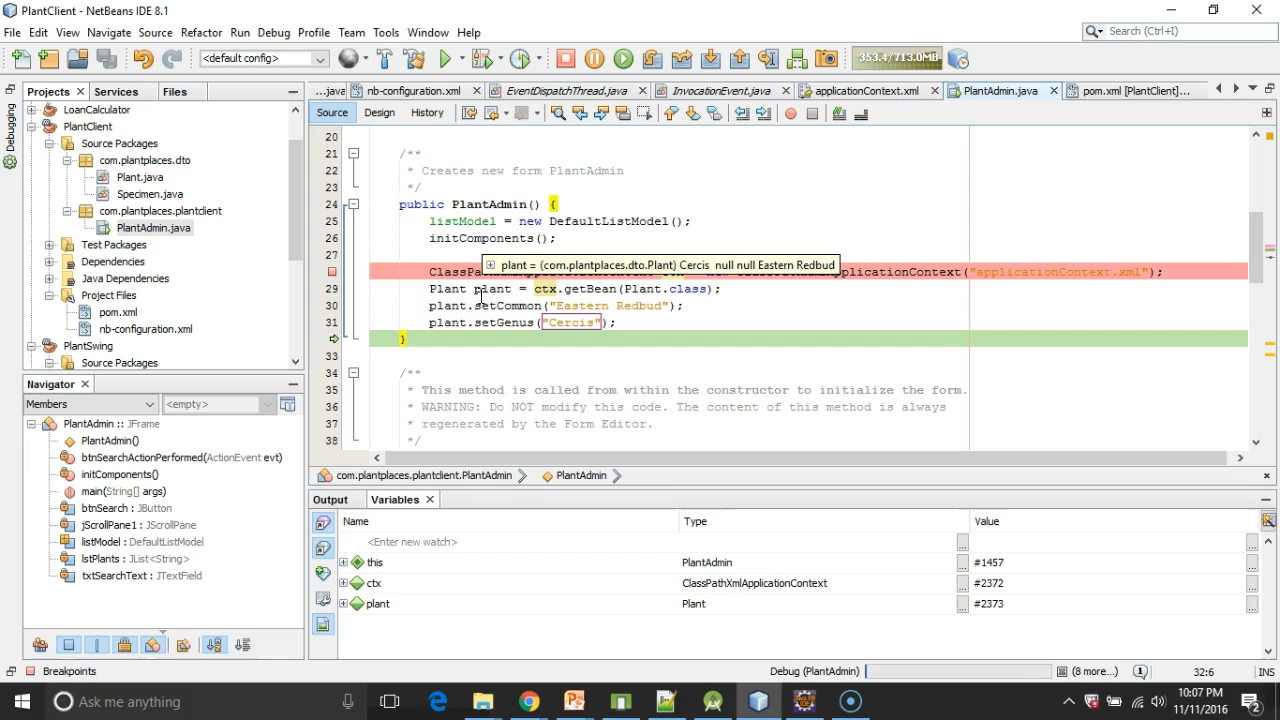 PlantClient - NetBeans IDE 8.1
File Edit View Navigate Source Refactor Run Debug Profile Team Tools Window Help
Search (Ctrl+I)
<default config>
353.4/713.0MB
Projects Services Files
...java nb-configuration.xml EventDispatchThread.java InvocationEvent.java applicationContext.xml PlantAdmin.java pom.xml [PlantClient]...
Debugging
LoanCalculator
PlantClient
Source Packages
com.plantplaces.dto
Plant.java
Specimen.java
com.plantplaces.plantclient
PlantAdmin.java
Test Packages
Dependencies
Java Dependencies
Project Files
pom.xml
nb-configuration.xml
PlantSwing
Source Packages
Source Design History
20
21 /**
22 * Creates new form PlantAdmin
23 */
24 public PlantAdmin() {
25 listModel = new DefaultListModel();
26 initComponents();
27
plant = (com.plantplaces.dto.Plant) Cercis null null Eastern Redbud
pplicationContext("applicationContext.xml");
29 Plant plant = ctx.getBean(Plant.class);
30 plant.setCommon("Eastern Redbud");
31 plant.setGenus("Cercis");
}
33
34 /**
35 * This method is called from within the constructor to initialize the form.
36 * WARNING: Do NOT modify this code. The content of this method is always
37 * regenerated by the Form Editor.
38 */
com.plantplaces.plantclient.PlantAdmin PlantAdmin
Navigator
Members <empty>
PlantAdmin :: JFrame
PlantAdmin()
btnSearchActionPerformed(ActionEvent evt)
initComponents()
main(String[] args)
btnSearch : JButton
jScrollPane1 : JScrollPane
listModel : DefaultListModel
lstPlants : JList<String>
txtSearchText : JTextField
Output Variables
Name Type Value
<Enter new watch>
this PlantAdmin #1457
ctx ClassPathXmlApplicationContext #2372
plant Plant #2373
Breakpoints
Debug (PlantAdmin) (8 more...) 32:6 INS
Ask me anything
10:07 PM
11/11/2016
2